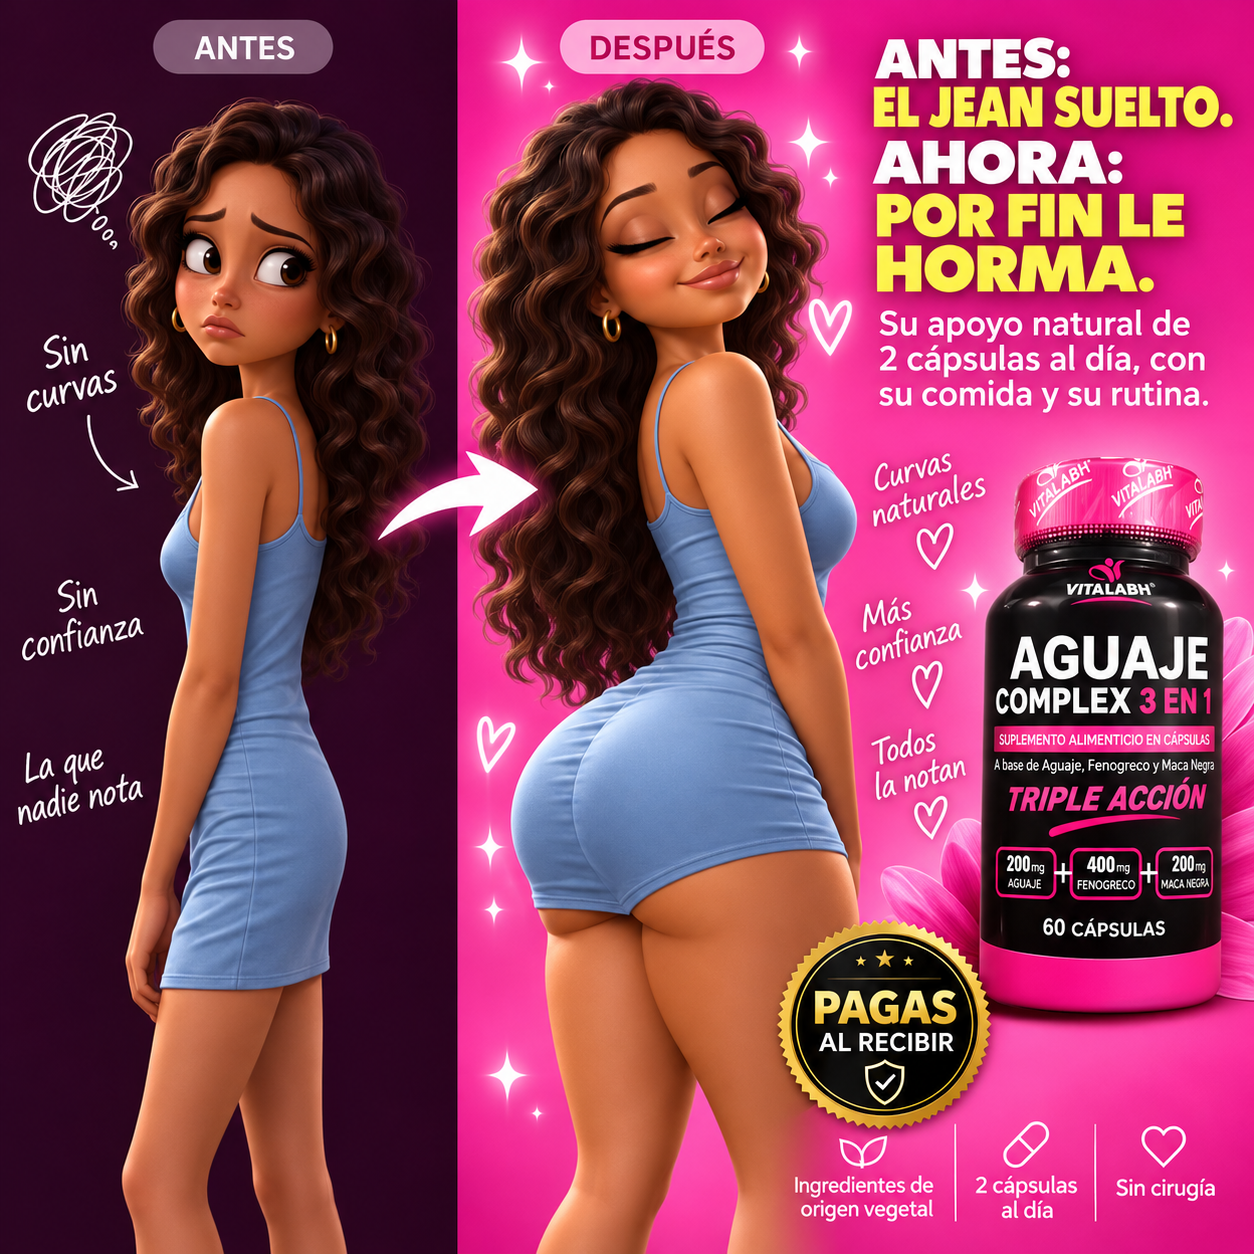 ANTES
DESPUÉS
ANTES:
EL JEAN SUELTO.
AHORA:
POR FIN LE
HORMA.
Su apoyo natural de
2 cápsulas al día, con
su comida y su rutina.
Sin
curvas
Sin
confianza
La que
nadie nota
Curvas
naturales
Más
confianza
Todos
la notan
VITALABH
VITALABH
VITA
VITALABH®
AGUAJE
COMPLEX 3 EN 1
SUPLEMENTO ALIMENTICIO EN CÁPSULAS
A base de Aguaje, Fenogreco y Maca Negra
TRIPLE ACCIÓN
200mg + 400mg + 200mg
AGUAJE FENOGRECO MACA NEGRA
60 CÁPSULAS
PAGAS
AL RECIBIR
Ingredientes de
origen vegetal
2 cápsulas
al día
Sin cirugía